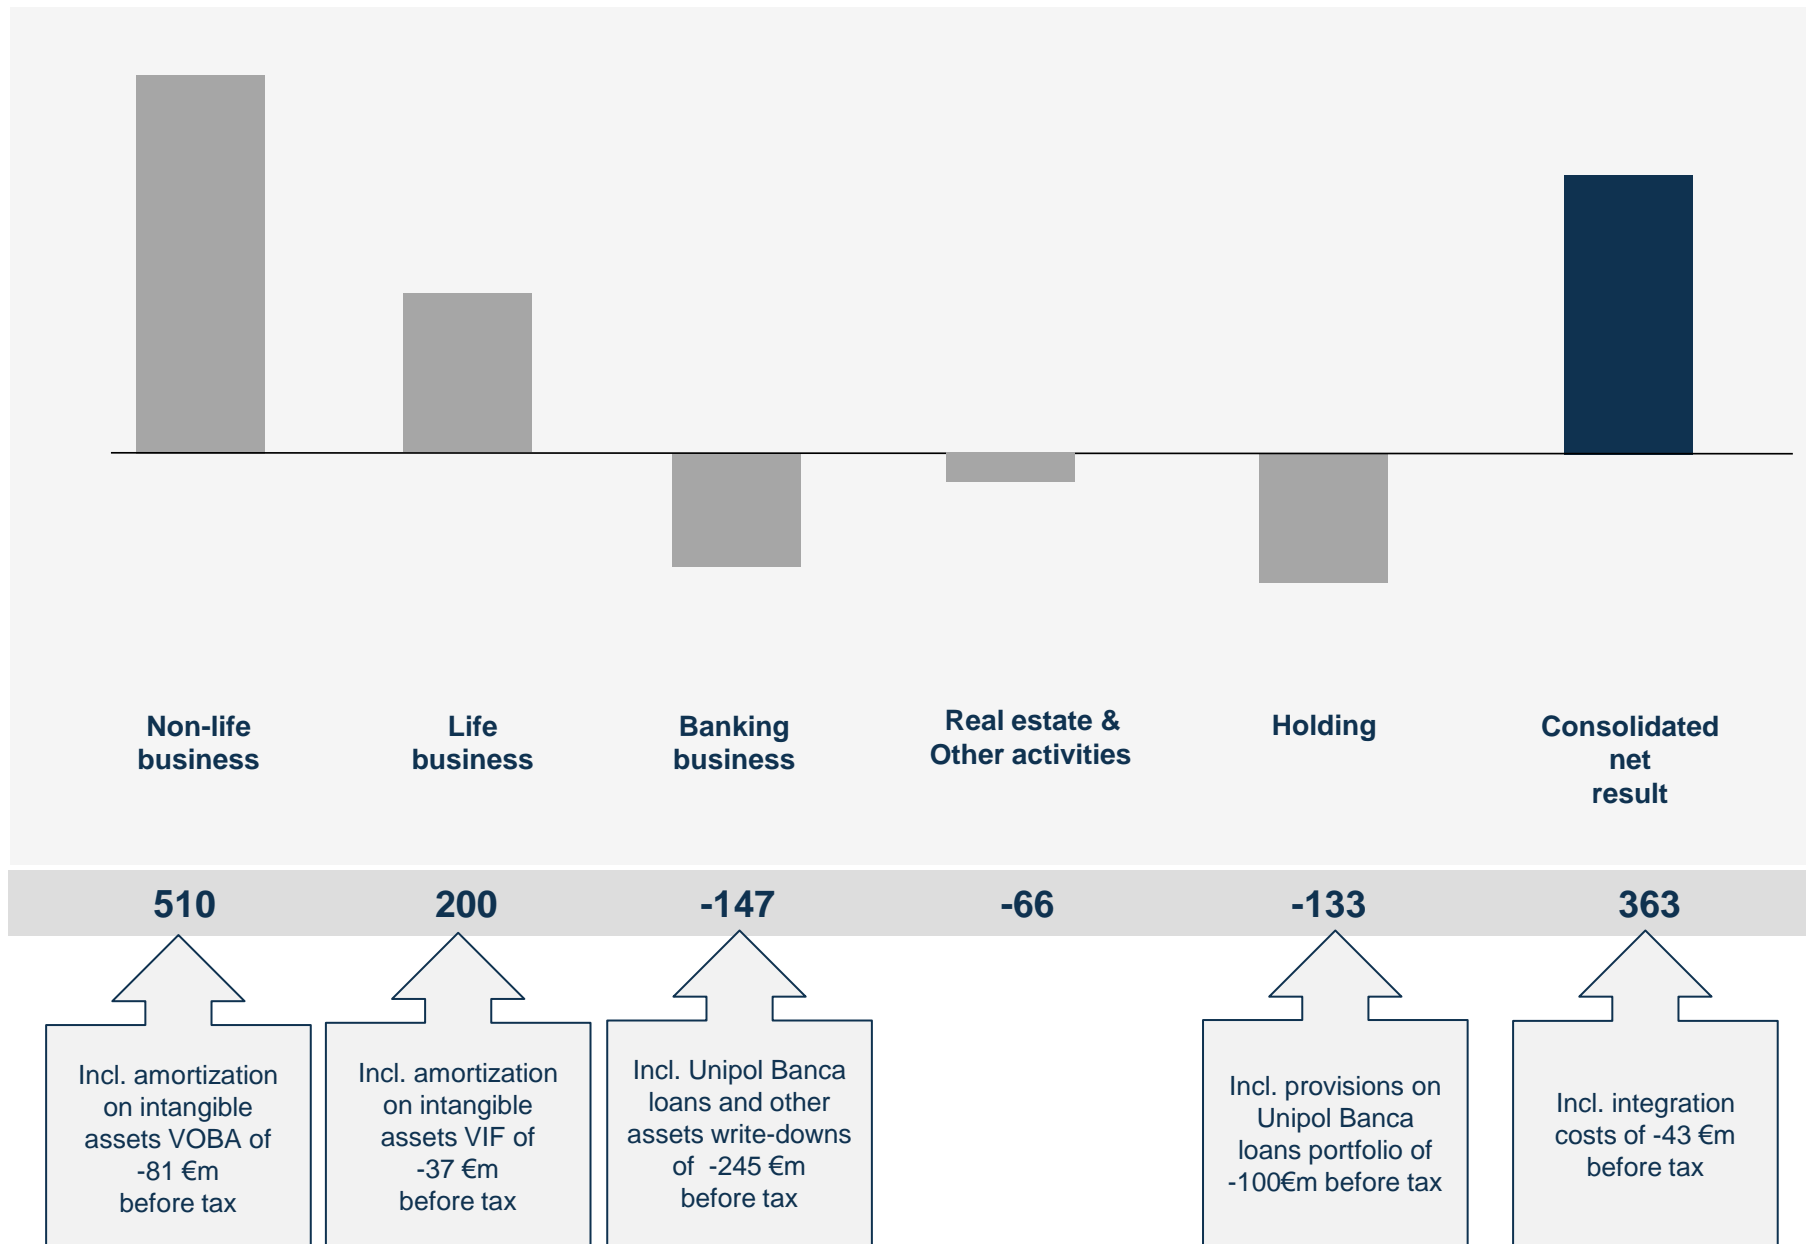 Non-life
business
Life
business
Banking
business
Real estate &
Other activities
Holding
Consolidated
net
result
510
200
-147
-66
-133
363
Incl. amortization
on intangible
assets VOBA of
-81 €m
before tax
Incl. amortization
on intangible
assets VIF of
-37 €m
before tax
Incl. Unipol Banca
loans and other
assets write-downs
of -245 €m
before tax
Incl. provisions on
Unipol Banca
loans portfolio of
-100€m before tax
Incl. integration
costs of -43 €m
before tax